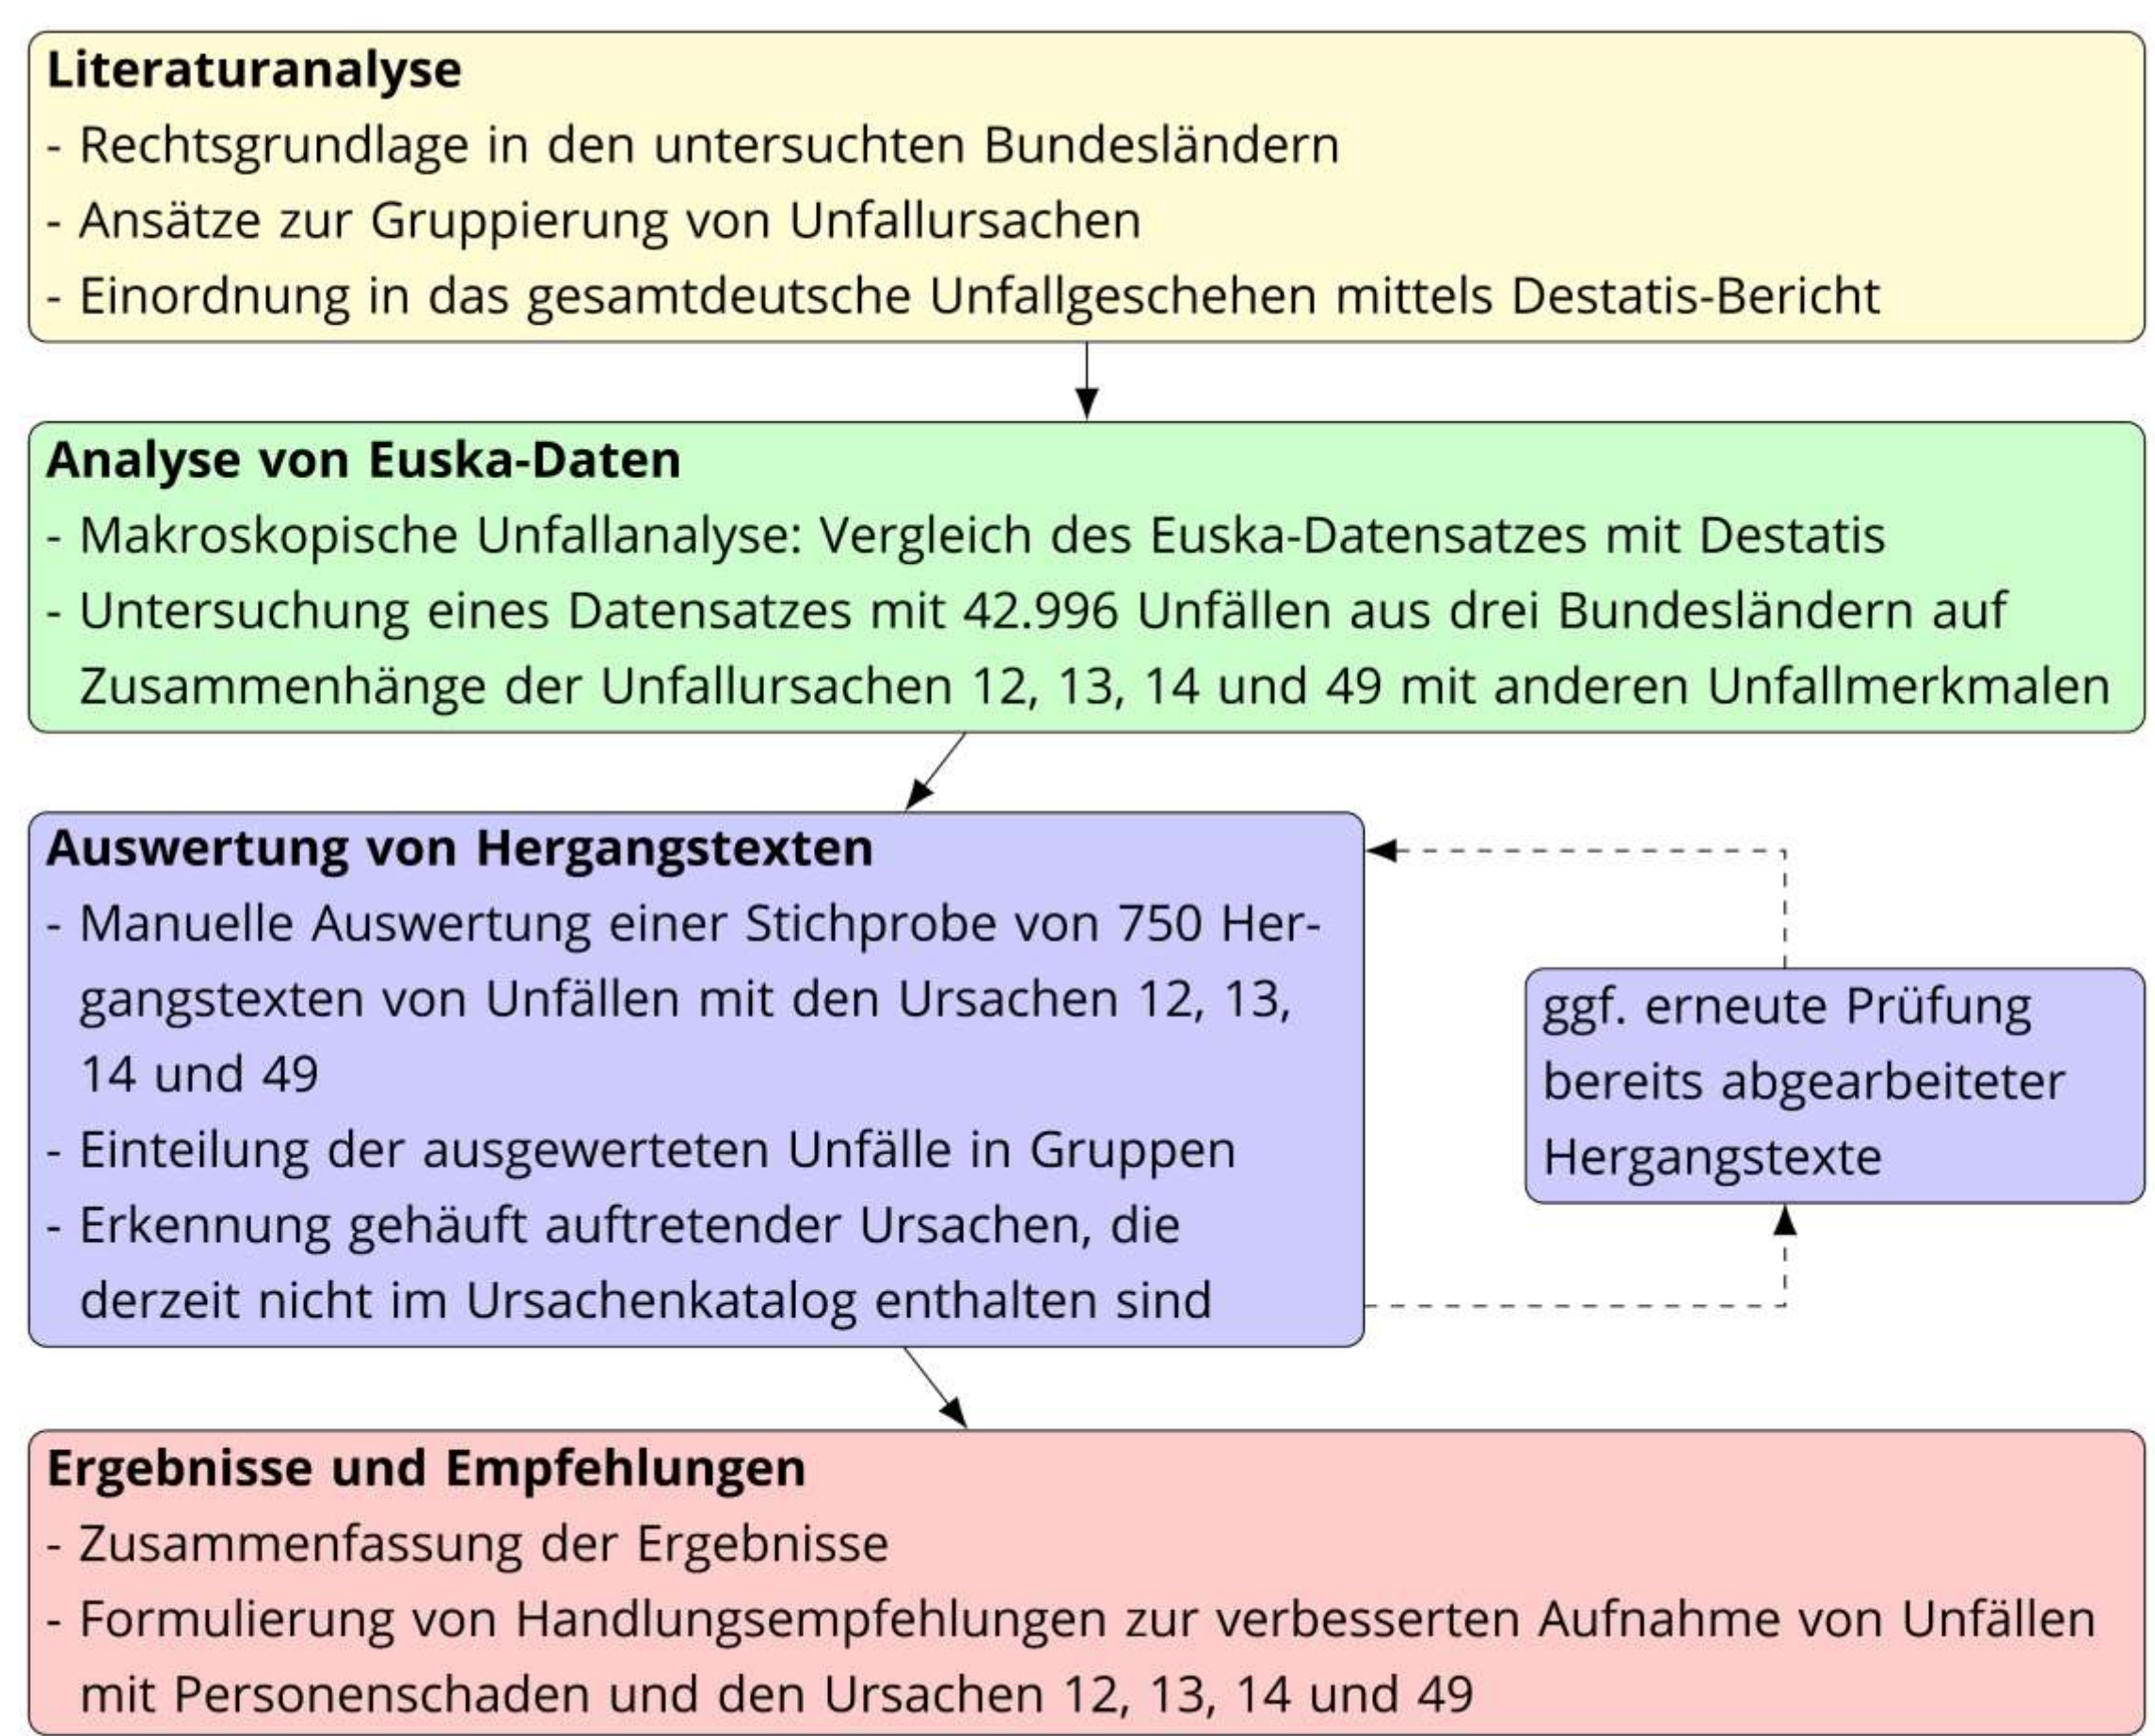 Literaturanalyse
- Rechtsgrundlage in den untersuchten Bundesländern
- Ansätze zur Gruppierung von Unfallursachen
- Einordnung in das gesamtdeutsche Unfallgeschehen mittels Destatis-Bericht
Analyse von Euska-Daten
- Makroskopische Unfallanalyse: Vergleich des Euska-Datensatzes mit Destatis
- Untersuchung eines Datensatzes mit 42.996 Unfällen aus drei Bundesländern auf
Zusammenhänge der Unfallursachen 12, 13, 14 und 49 mit anderen Unfallmerkmalen
Auswertung von Hergangstexten
- Manuelle Auswertung einer Stichprobe von 750 Her-
gangstexten von Unfällen mit den Ursachen 12, 13,
14 und 49
- Einteilung der ausgewerteten Unfälle in Gruppen
- Erkennung gehäuft auftretender Ursachen, die
derzeit nicht im Ursachenkatalog enthalten sind
ggf. erneute Prüfung
bereits abgearbeiteter
Hergangstexte
Ergebnisse und Empfehlungen
- Zusammenfassung der Ergebnisse
- Formulierung von Handlungsempfehlungen zur verbesserten Aufnahme von Unfällen
mit Personenschaden und den Ursachen 12, 13, 14 und 49